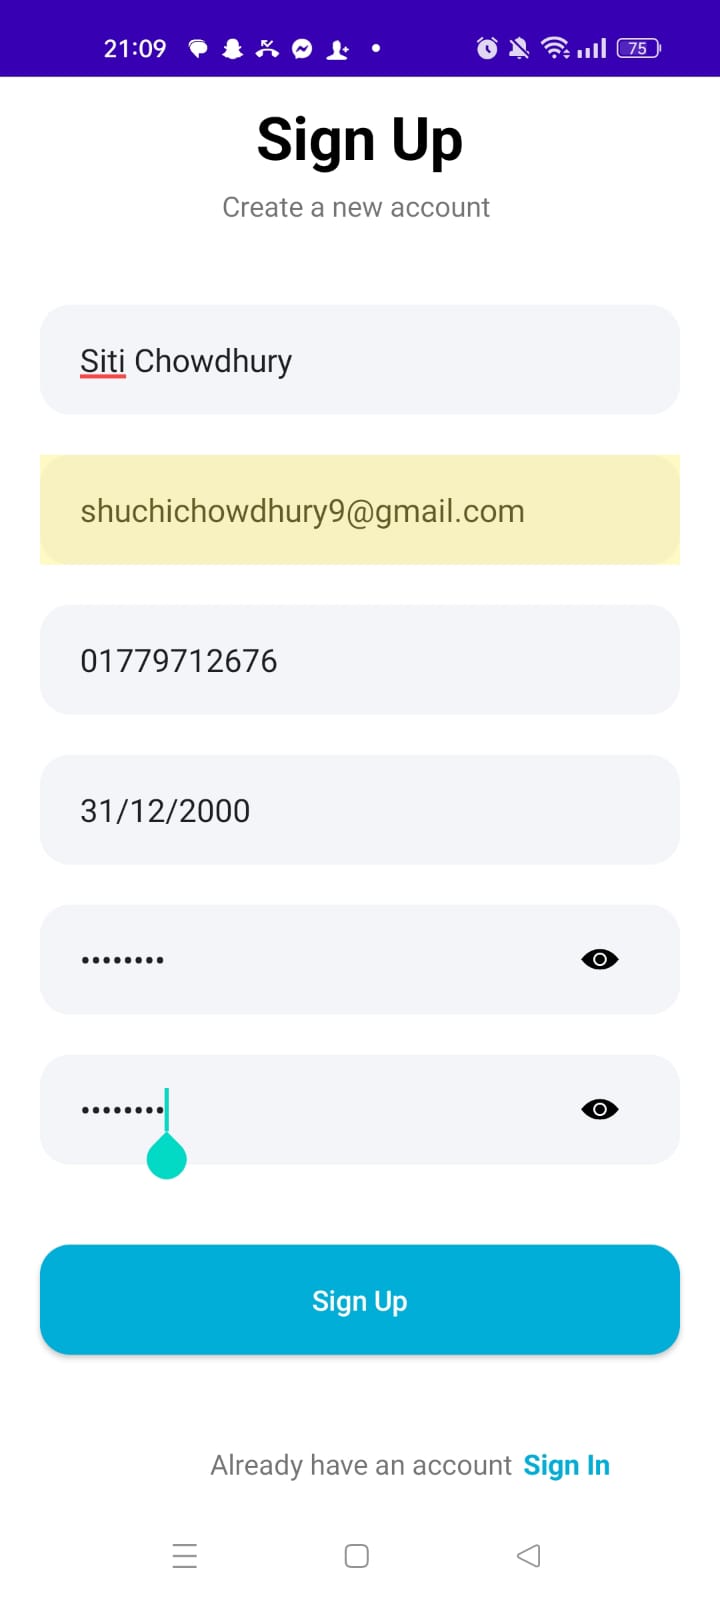 21:09
75
Sign Up
Create a new account
Siti Chowdhury
shuchichowdhury9@gmail.com
01779712676
31/12/2000
••••••••
••••••••
Sign Up
Already have an account Sign In